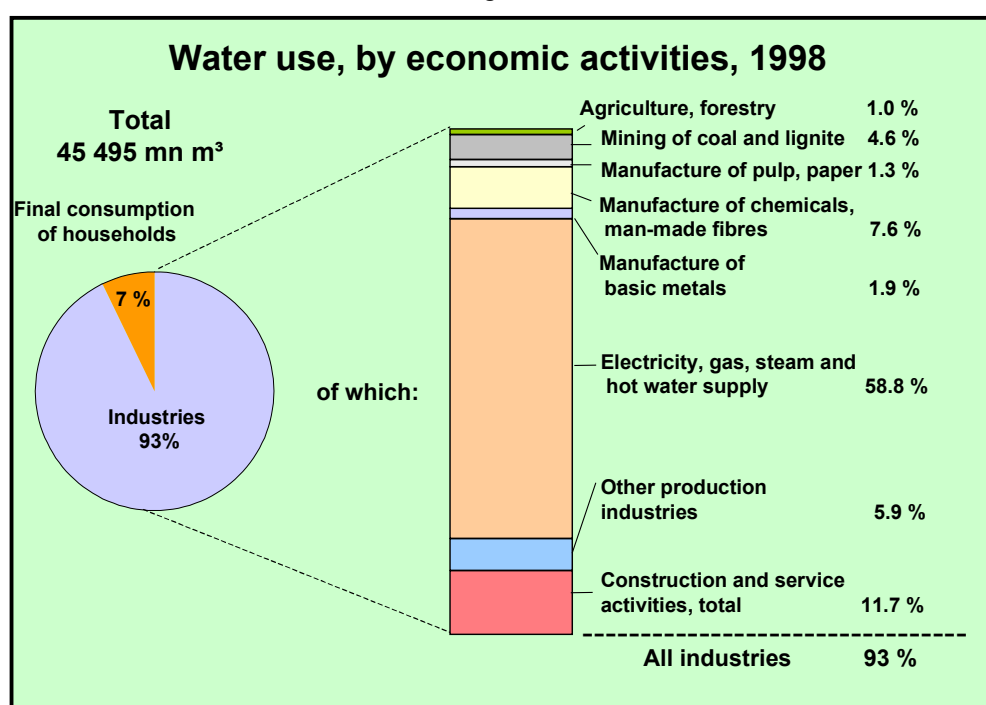 Water use, by economic activities, 1998
Total
45 495 mn m³
Final consumption
of households
7 %
Industries
93%
of which:
Agriculture, forestry 1.0 %
Mining of coal and lignite 4.6 %
Manufacture of pulp, paper 1.3 %
Manufacture of chemicals,
man-made fibres 7.6 %
Manufacture of
basic metals 1.9 %
Electricity, gas, steam and
hot water supply 58.8 %
Other production
industries 5.9 %
Construction and service
activities, total 11.7 %
All industries 93 %